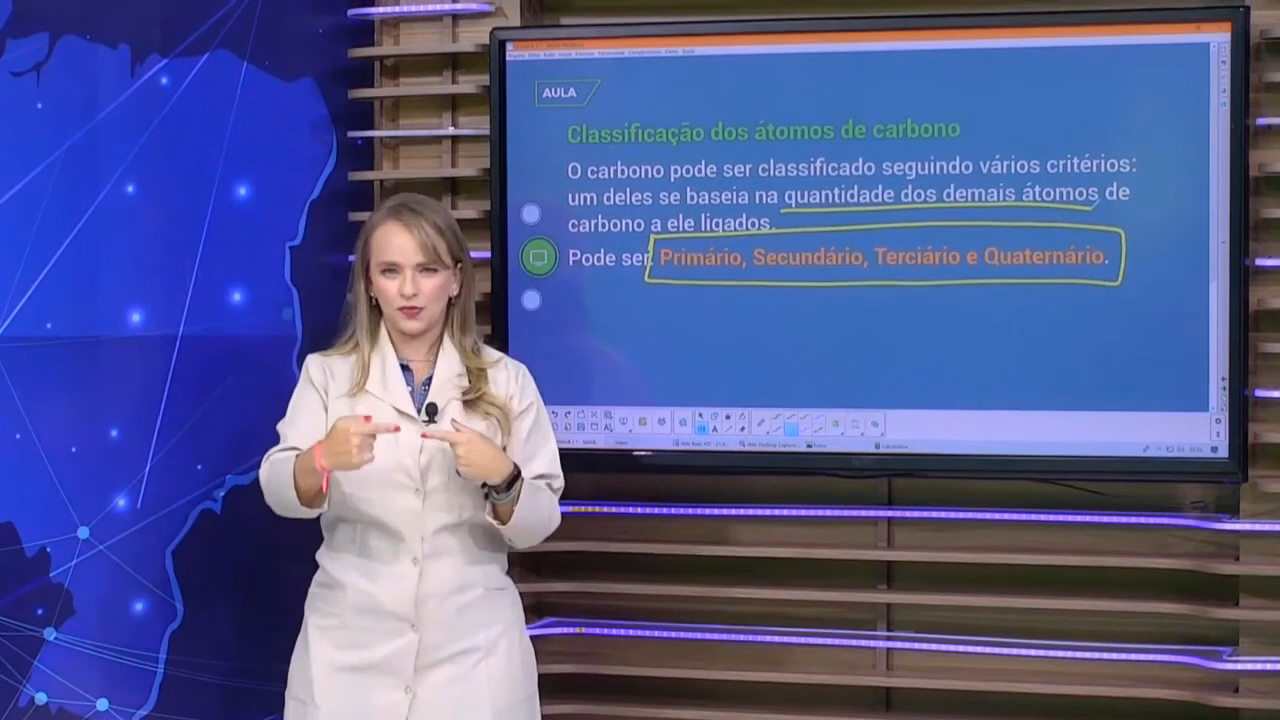 AULA
Classificação dos átomos de carbono
O carbono pode ser classificado seguindo vários critérios:
um deles se baseia na quantidade dos demais átomos de
carbono a ele ligados.
Pode ser: Primário, Secundário, Terciário e Quaternário.